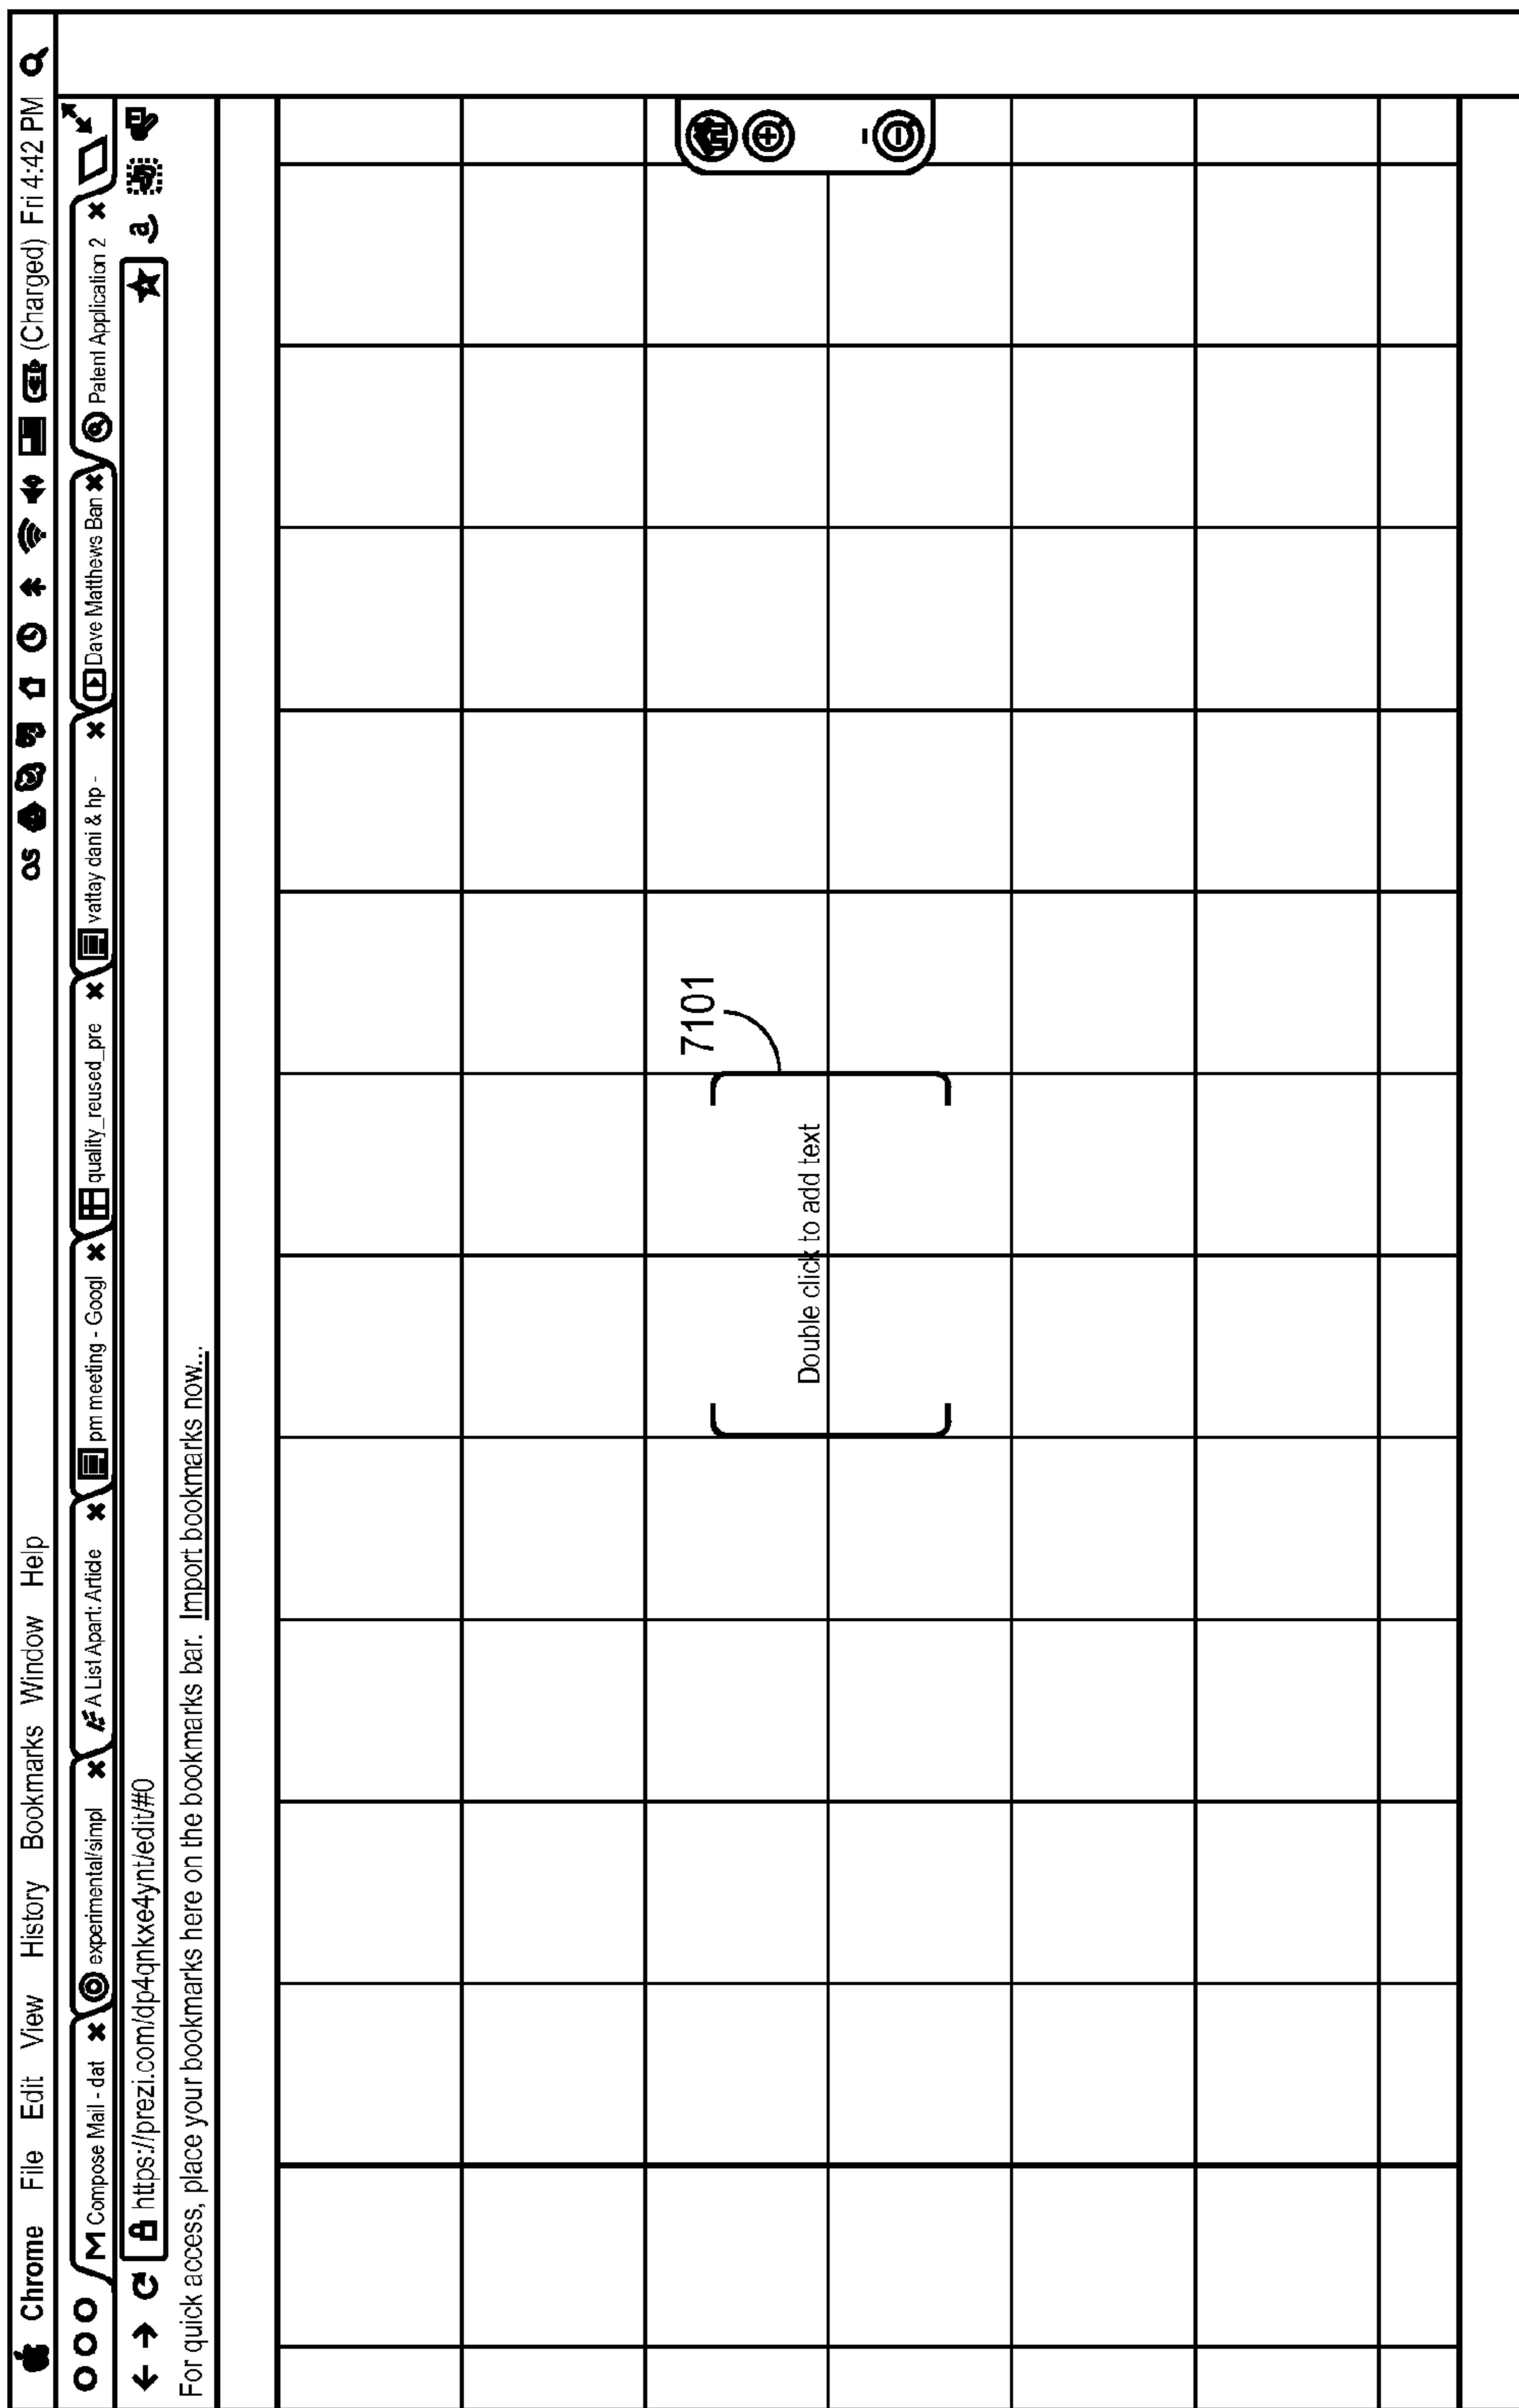 Chrome File Edit View History Bookmarks Window Help (Charged) Fri 4:42 PM
Compose Mail - dat experimental/simpl A List Apart: Article pm meeting - Googl quality_reused_pre vattay dani & hp - Dave Matthews Ban Patent Application 2
https://prezi.com/dp4qnkxe4ynt/edit/#0
For quick access, place your bookmarks here on the bookmarks bar. Import bookmarks now...
7101
Double click to add text